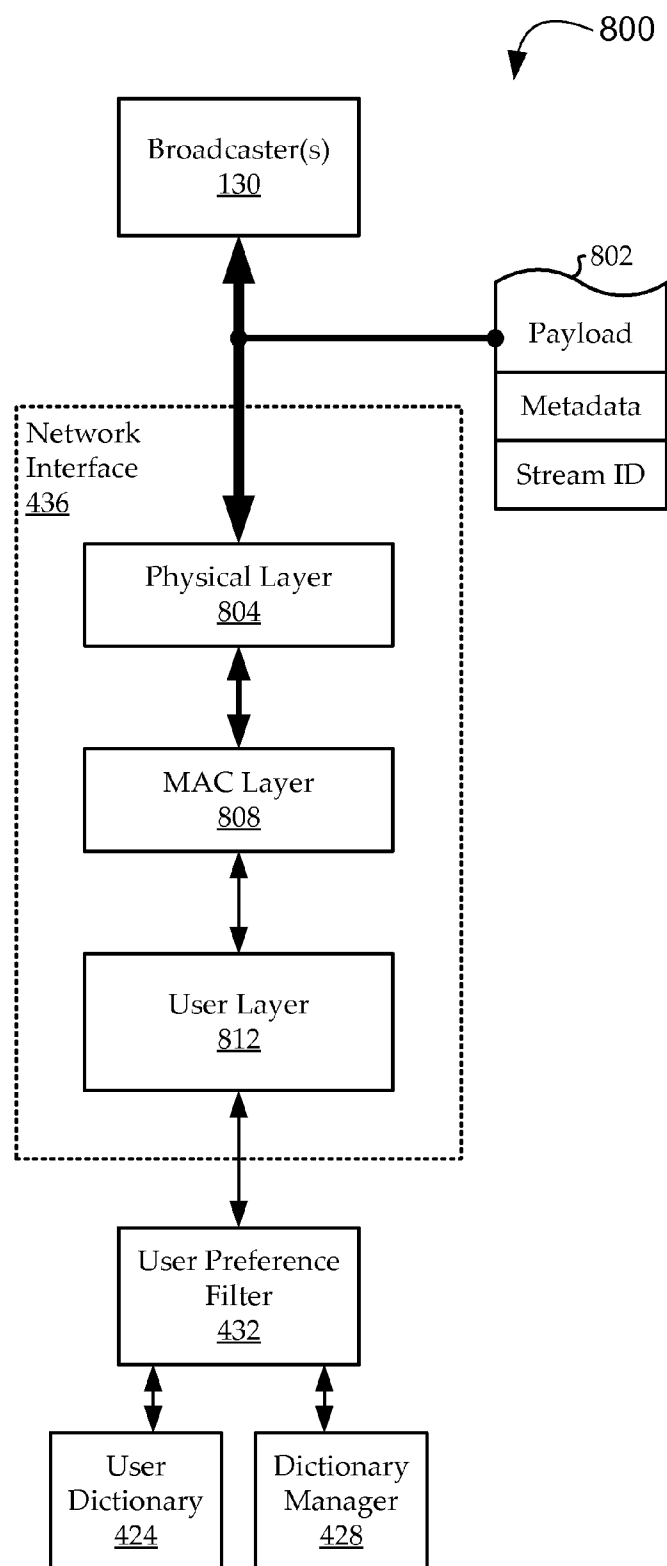 800
Broadcaster(s)
130
802
Payload
Metadata
Stream ID
Network
Interface
436
Physical Layer
804
MAC Layer
808
User Layer
812
User Preference
Filter
432
User
Dictionary
424
Dictionary
Manager
428